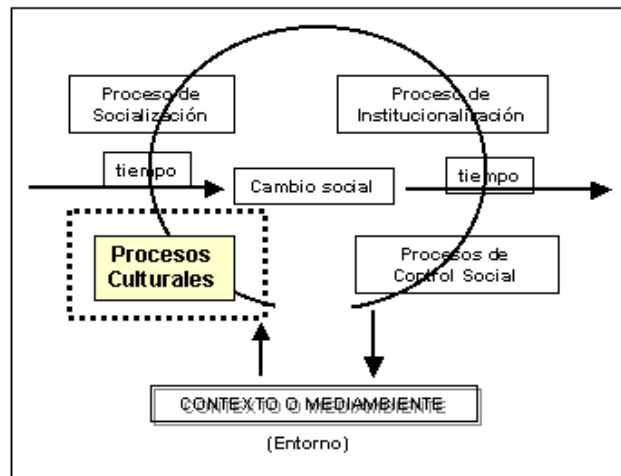 Proceso de
Socialización
Proceso de
Institucionalización
tiempo
Cambio social
tiempo
Procesos
Culturales
Procesos de
Control Social
CONTEXTO O MEDIAMBIENTE
(Entorno)